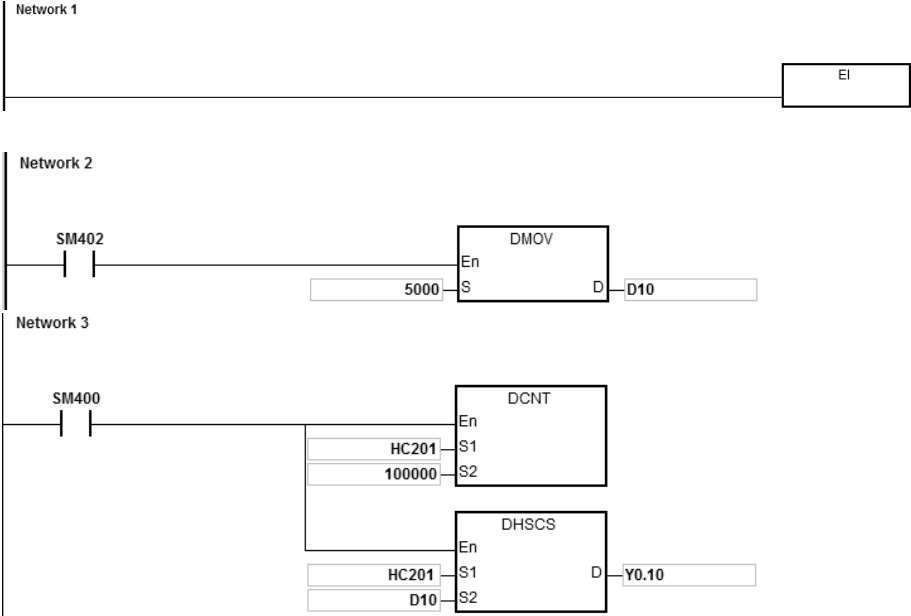 Network 1
EI
Network 2
SM402
DMOV
En
5000 S D D10
Network 3
SM400
DCNT
En
HC201 S1
100000 S2
DHSCS
En
HC201 S1 D Y0.10
D10 S2